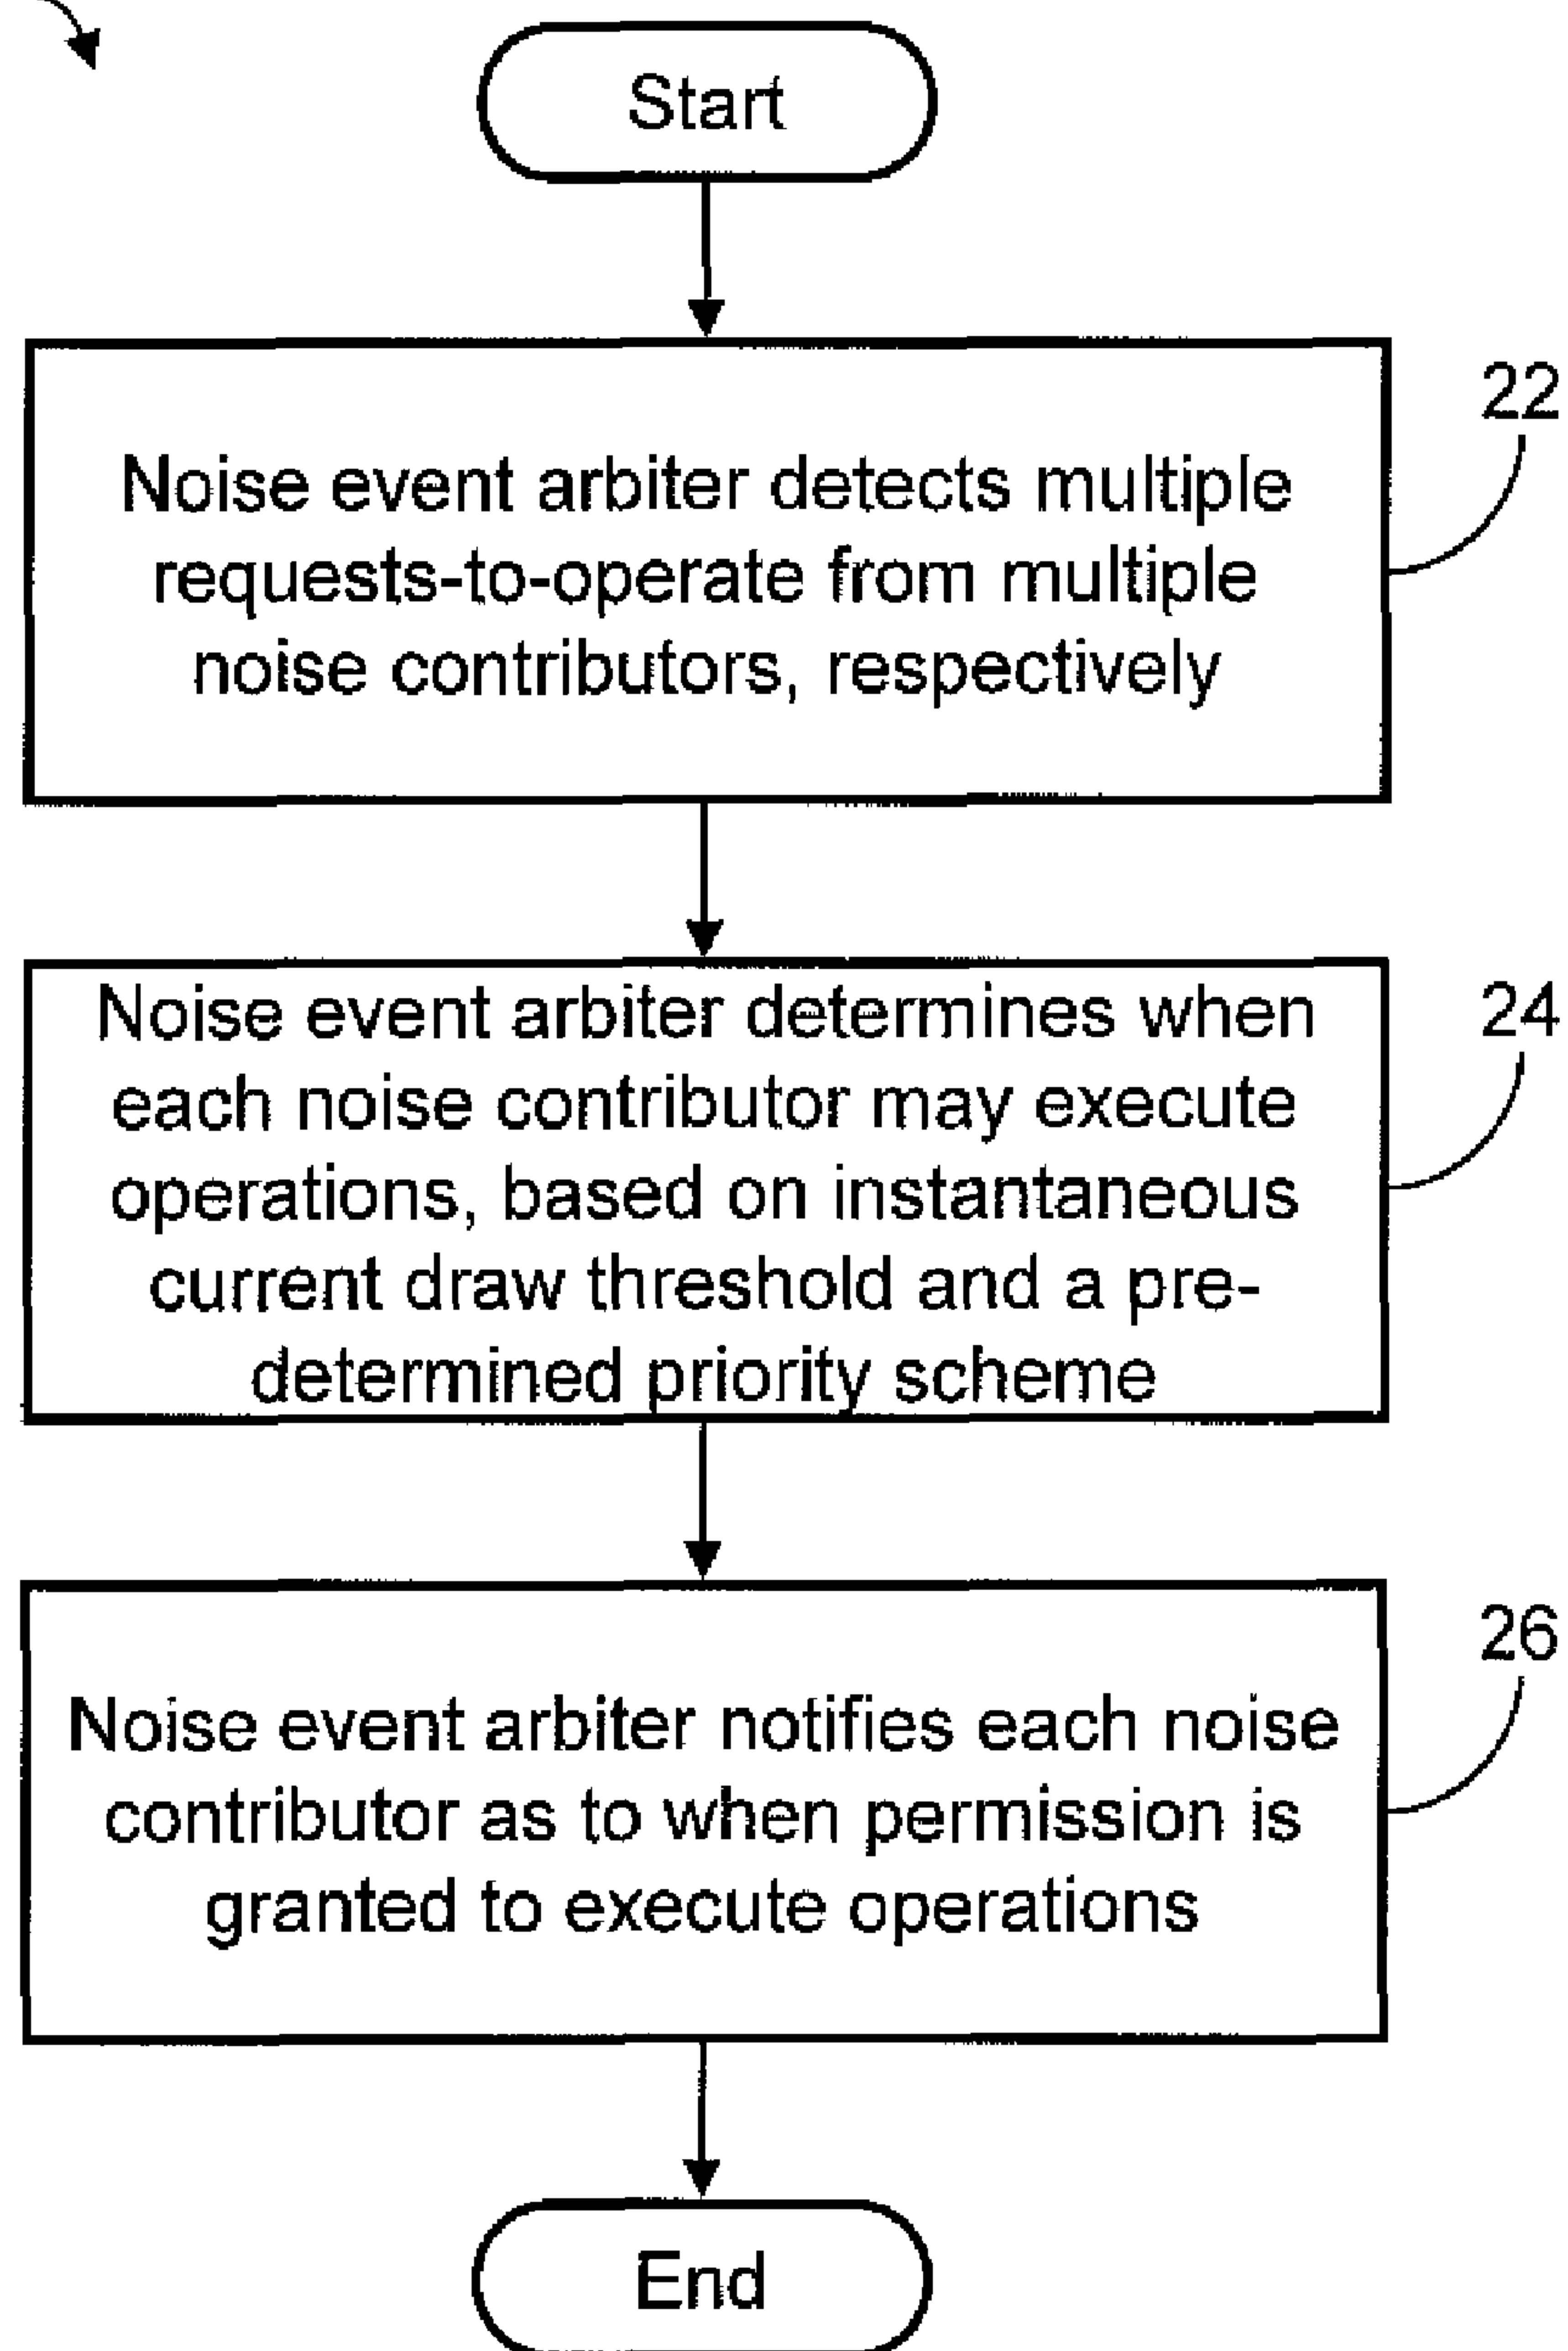 Start
22
Noise event arbiter detects multiple
requests-to-operate from multiple
noise contributors, respectively
24
Noise event arbiter determines when
each noise contributor may execute
operations, based on instantaneous
current draw threshold and a pre-
determined priority scheme
26
Noise event arbiter notifies each noise
contributor as to when permission is
granted to execute operations
End